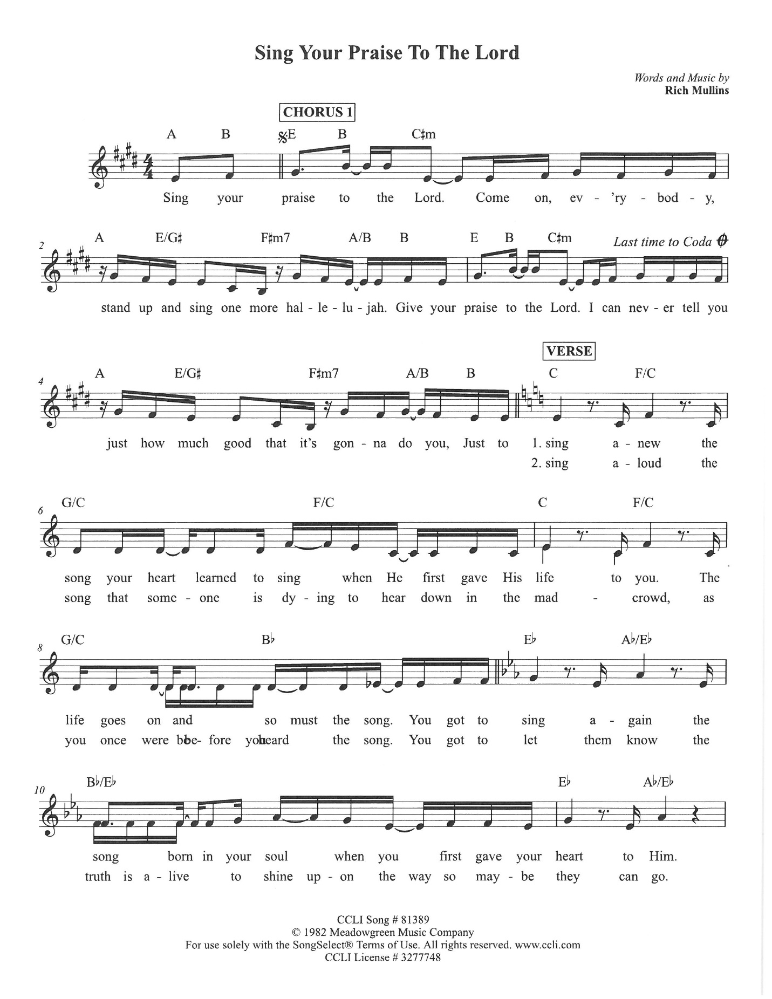 Sing Your Praise To The Lord
Words and Music by
Rich Mullins
CHORUS 1
A B E B C♯m
Sing your praise to the Lord. Come on, ev - 'ry - bod - y,
2
A E/G♯ F♯m7 A/B B E B C♯m Last time to Coda
stand up and sing one more hal - le - lu - jah. Give your praise to the Lord. I can nev - er tell you
VERSE
4
A E/G♯ F♯m7 A/B B C F/C
just how much good that it's gon - na do you, Just to 1. sing a - new the
2. sing a - loud the
6
G/C F/C C F/C
song your heart learned to sing when He first gave His life to you. The
song that some - one is dy - ing to hear down in the mad - crowd, as
8
G/C B♭ E♭ A♭/E♭
life goes on and so must the song. You got to sing a - gain the
you once were be- fore you heard the song. You got to let them know the
10
B♭/E♭ E♭ A♭/E♭
song born in your soul when you first gave your heart to Him.
truth is a - live to shine up - on the way so may - be they can go.
CCLI Song # 81389
© 1982 Meadowgreen Music Company
For use solely with the SongSelect® Terms of Use. All rights reserved. www.ccli.com
CCLI License # 3277748